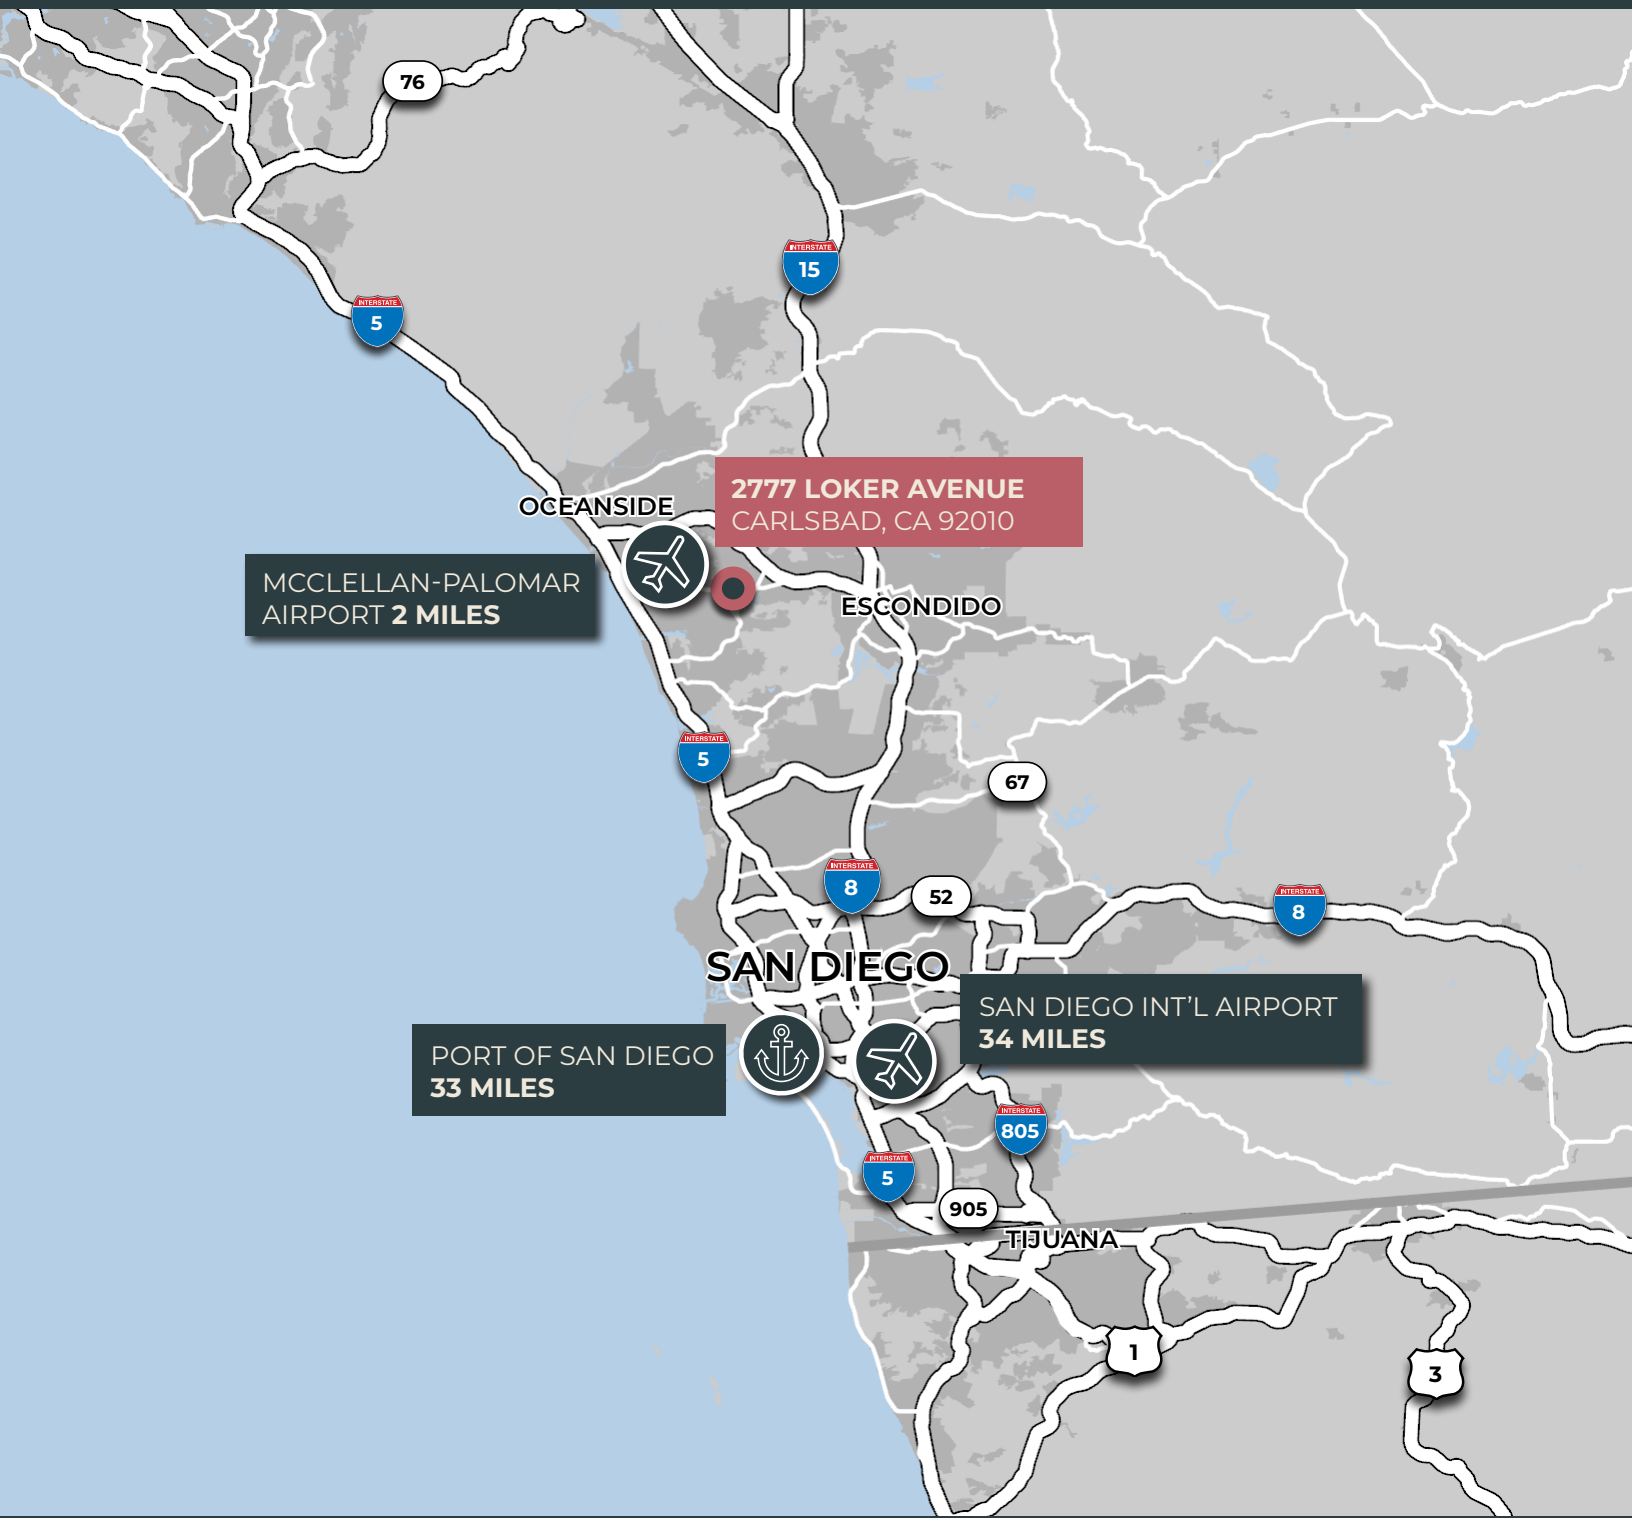 76
INTERSTATE
15
INTERSTATE
5
2777 LOKER AVENUE
CARLSBAD, CA 92010
OCEANSIDE
MCCLELLAN-PALOMAR
AIRPORT 2 MILES
ESCONDIDO
INTERSTATE
5
67
INTERSTATE
8
52
INTERSTATE
8
SAN DIEGO
SAN DIEGO INT’L AIRPORT
34 MILES
PORT OF SAN DIEGO
33 MILES
INTERSTATE
805
INTERSTATE
5
905
TIJUANA
1
3